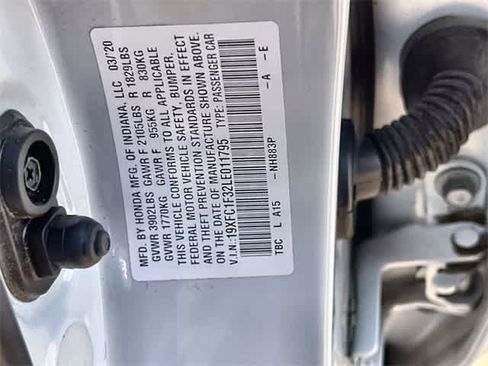 MFD. BY HONDA MFG. OF INDIANA, LLC 03/20
GVWR 3902LBS GAWR F 2105LBS R 1829LBS
GVWR 1770KG GAWR F 955KG R 830KG
THIS VEHICLE CONFORMS TO ALL APPLICABLE
FEDERAL MOTOR VEHICLE SAFETY, BUMPER,
AND THEFT PREVENTION STANDARDS IN EFFECT
ON THE DATE OF MANUFACTURE SHOWN ABOVE.
V.I.N.: 19XFC1F32LE011795 TYPE: PASSENGER CAR
-NH883P -A -E
TBC L A15